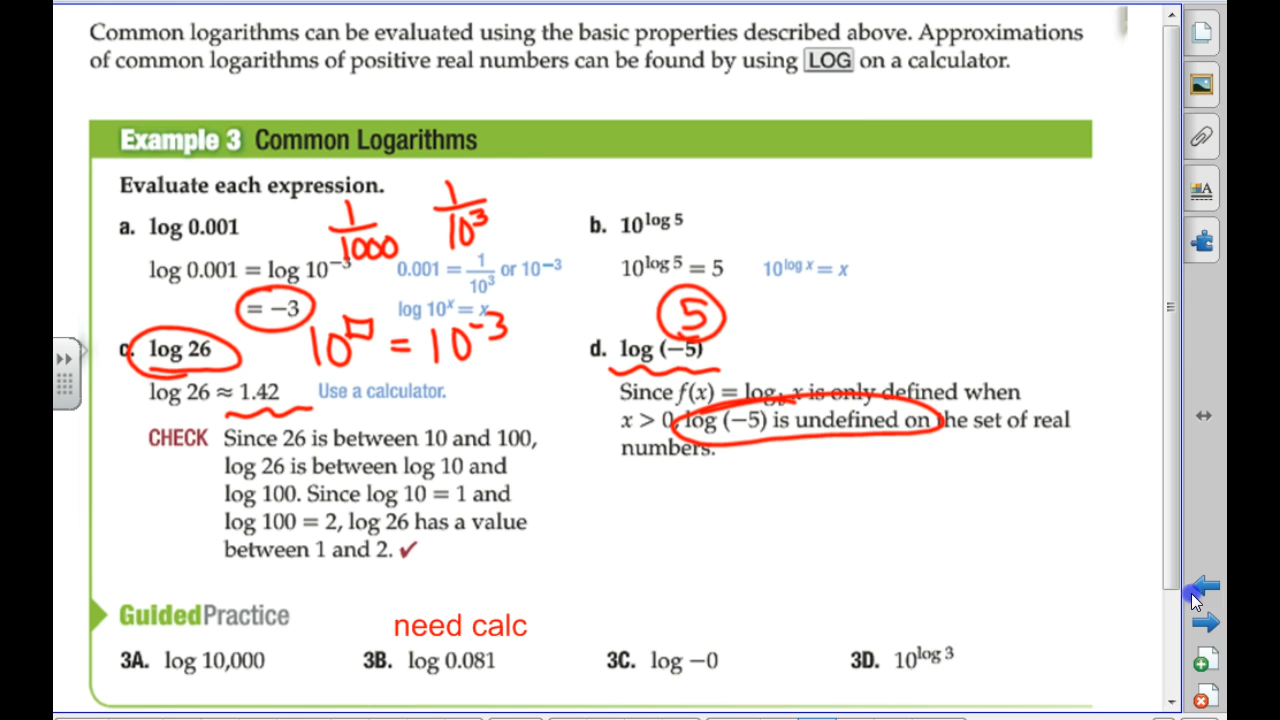 Common logarithms can be evaluated using the basic properties described above. Approximations
of common logarithms of positive real numbers can be found by using LOG on a calculator.
Example 3 Common Logarithms
Evaluate each expression.
a. log 0.001
1/1000
1/10³
log 0.001 = log 10⁻³
0.001 = 1/10³ or 10⁻³
= −3
log 10ˣ = x
10^□ = 10⁻³
b. 10^log 5
10^log 5 = 5
10^log x = x
5
c. log 26
log 26 ≈ 1.42
Use a calculator.
CHECK Since 26 is between 10 and 100,
log 26 is between log 10 and
log 100. Since log 10 = 1 and
log 100 = 2, log 26 has a value
between 1 and 2. ✓
d. log (−5)
Since f(x) = log_b x is only defined when
x > 0, log (−5) is undefined on the set of real
numbers.
GuidedPractice
need calc
3A. log 10,000
3B. log 0.081
3C. log −0
3D. 10^log 3